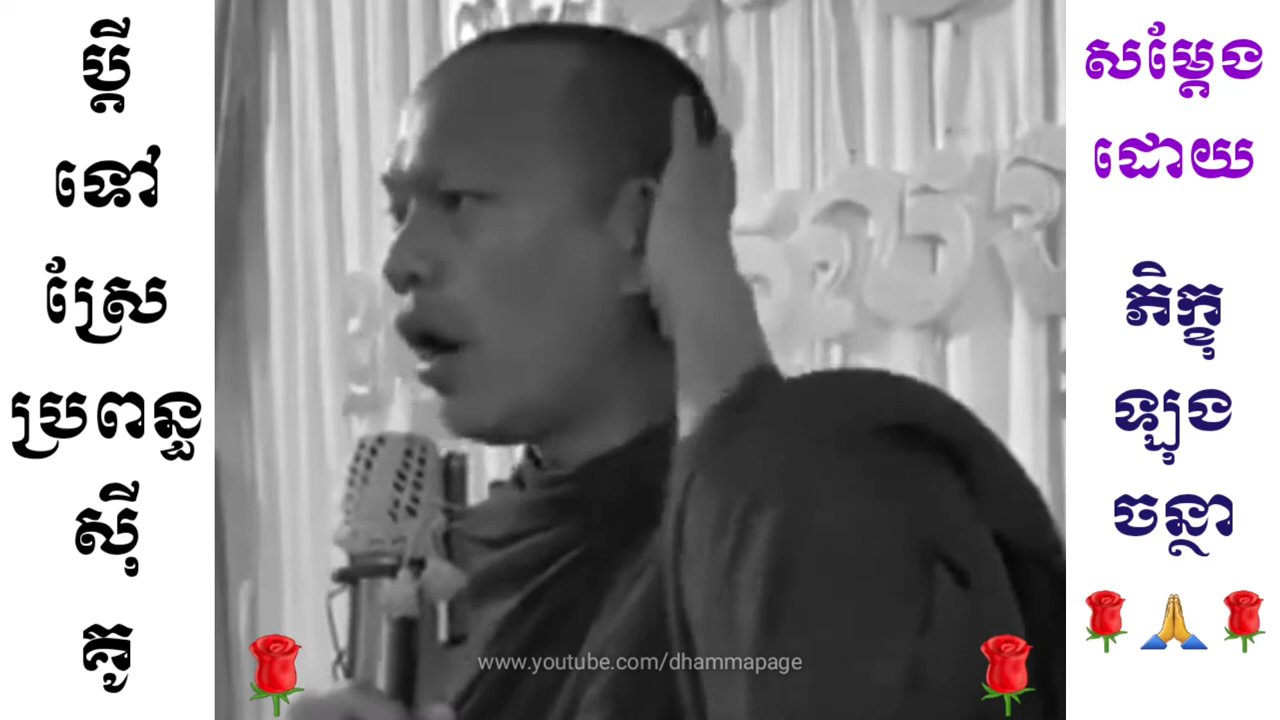 ប្តី
ទៅ
ស្រែ
ប្រពន្ធ
ស៊ី
គូ
សម្តែង
ដោយ
ភិក្ខុ
ឡុង
ចន្ថា
www.youtube.com/dhammapage